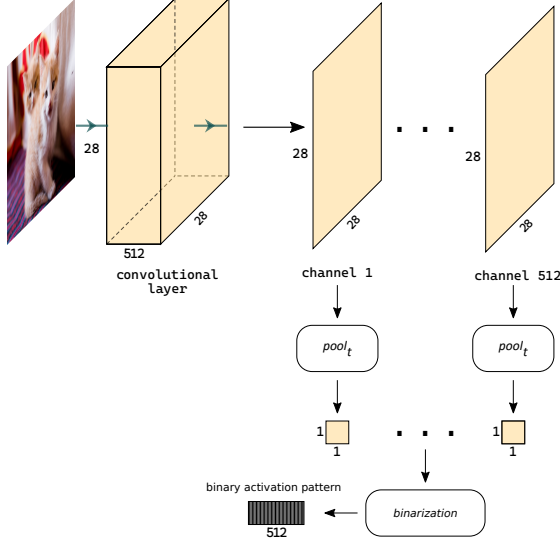 28
28
512
convolutional
layer
28
28
channel 1
28
28
channel 512
pool_t
pool_t
1
1
1
1
binarization
binary activation pattern
512